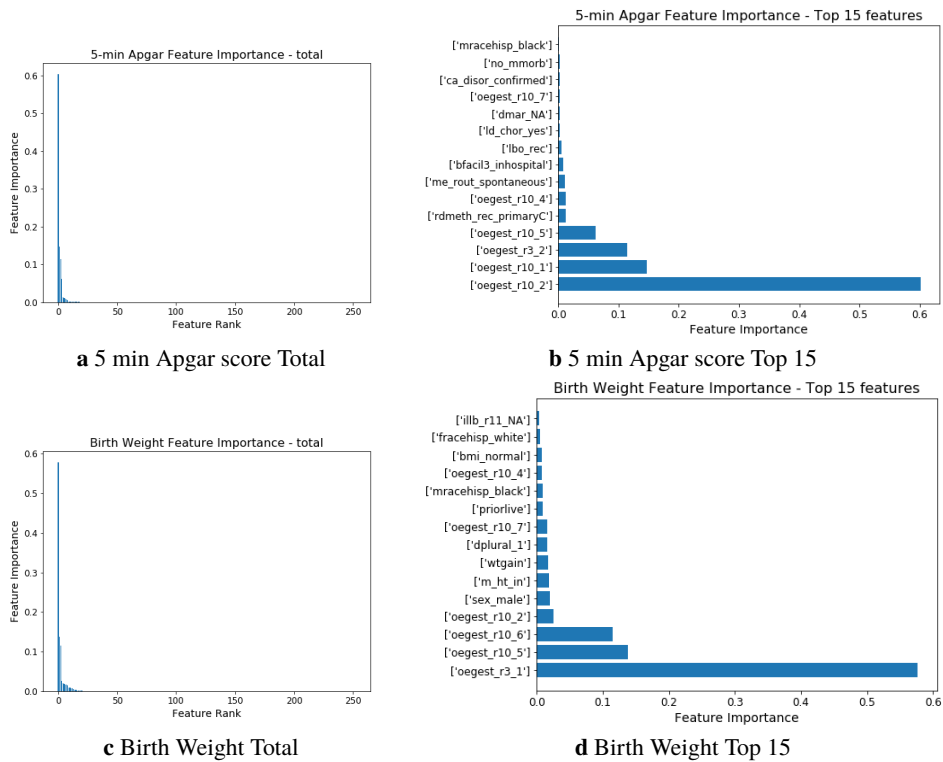 5-min Apgar Feature Importance - total
Feature Importance
0.6
0.5
0.4
0.3
0.2
0.1
0.0
0 50 100 150 200 250
Feature Rank
a 5 min Apgar score Total
5-min Apgar Feature Importance - Top 15 features
['mracehisp_black']
['no_mmorb']
['ca_disor_confirmed']
['oegest_r10_7']
['dmar_NA']
['ld_chor_yes']
['lbo_rec']
['bfacil3_inhospital']
['me_rout_spontaneous']
['oegest_r10_4']
['rdmeth_rec_primaryC']
['oegest_r10_5']
['oegest_r3_2']
['oegest_r10_1']
['oegest_r10_2']
0.0 0.1 0.2 0.3 0.4 0.5 0.6
Feature Importance
b 5 min Apgar score Top 15
Birth Weight Feature Importance - total
Feature Importance
0.6
0.5
0.4
0.3
0.2
0.1
0.0
0 50 100 150 200 250
Feature Rank
c Birth Weight Total
Birth Weight Feature Importance - Top 15 features
['illb_r11_NA']
['fracehisp_white']
['bmi_normal']
['oegest_r10_4']
['mracehisp_black']
['priorlive']
['oegest_r10_7']
['dplural_1']
['wtgain']
['m_ht_in']
['sex_male']
['oegest_r10_2']
['oegest_r10_6']
['oegest_r10_5']
['oegest_r3_1']
0.0 0.1 0.2 0.3 0.4 0.5 0.6
Feature Importance
d Birth Weight Top 15